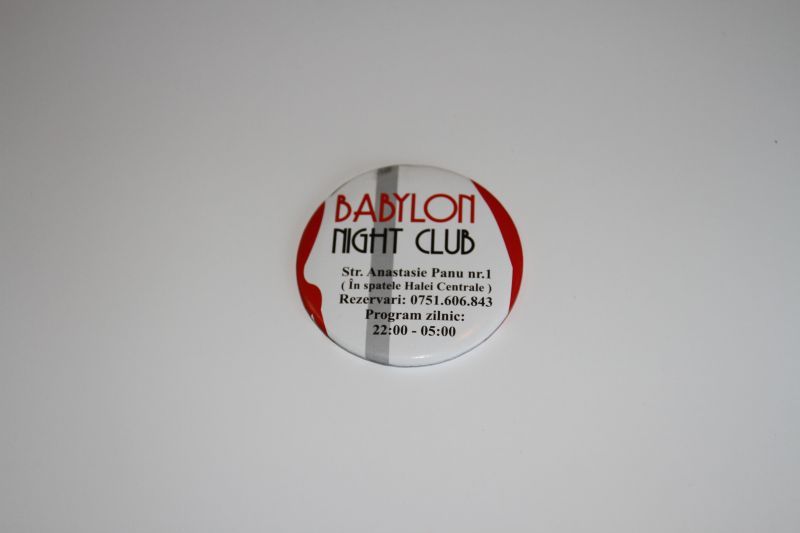 BABYLON
NIGHT CLUB
Str. Anastasie Panu nr.1
( În spatele Halei Centrale )
Rezervari: 0751.606.843
Program zilnic:
22:00 - 05:00